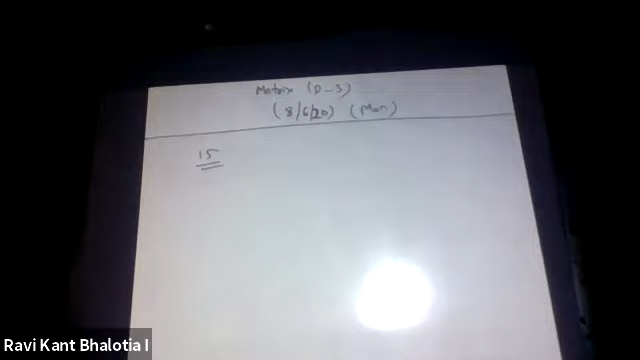 Matrix (D-3)
(8/6/20) (Mon)
15
Ravi Kant Bhalotia I